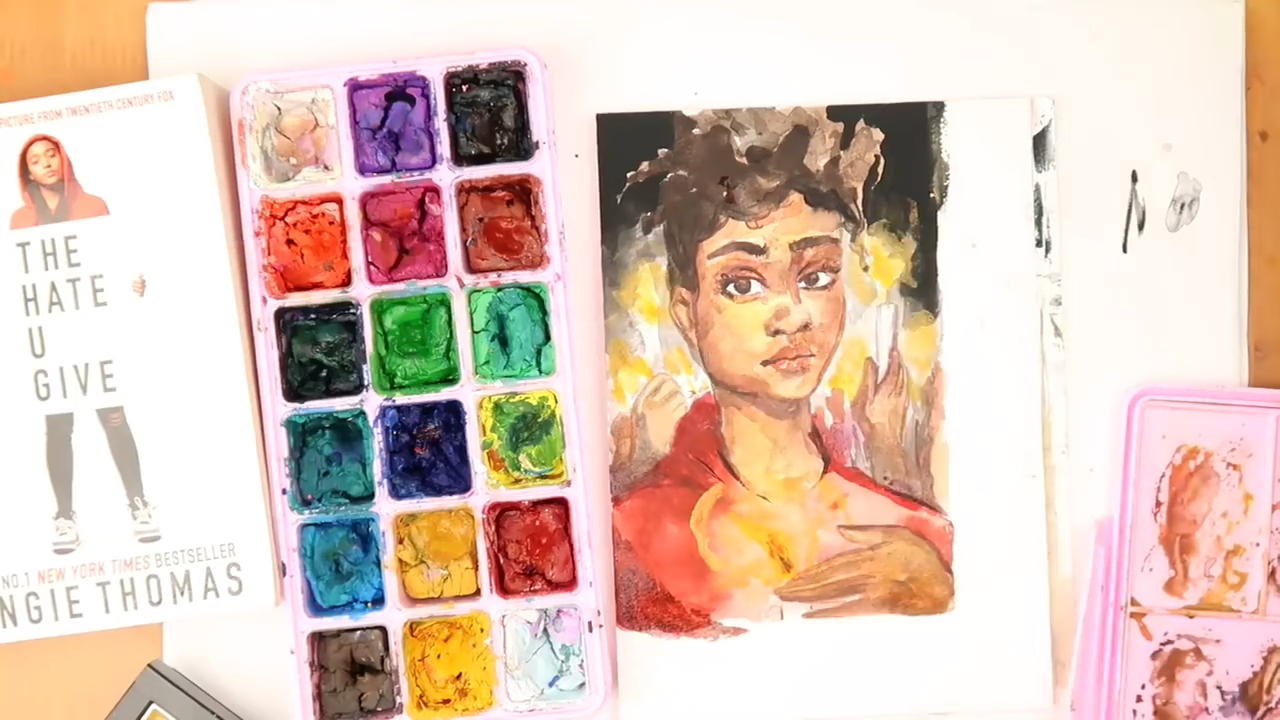 PICTURE FROM TWENTIETH CENTURY FOX
THE
HATE
U
GIVE
NO.1 NEW YORK TIMES BESTSELLER
NGIE THOMAS